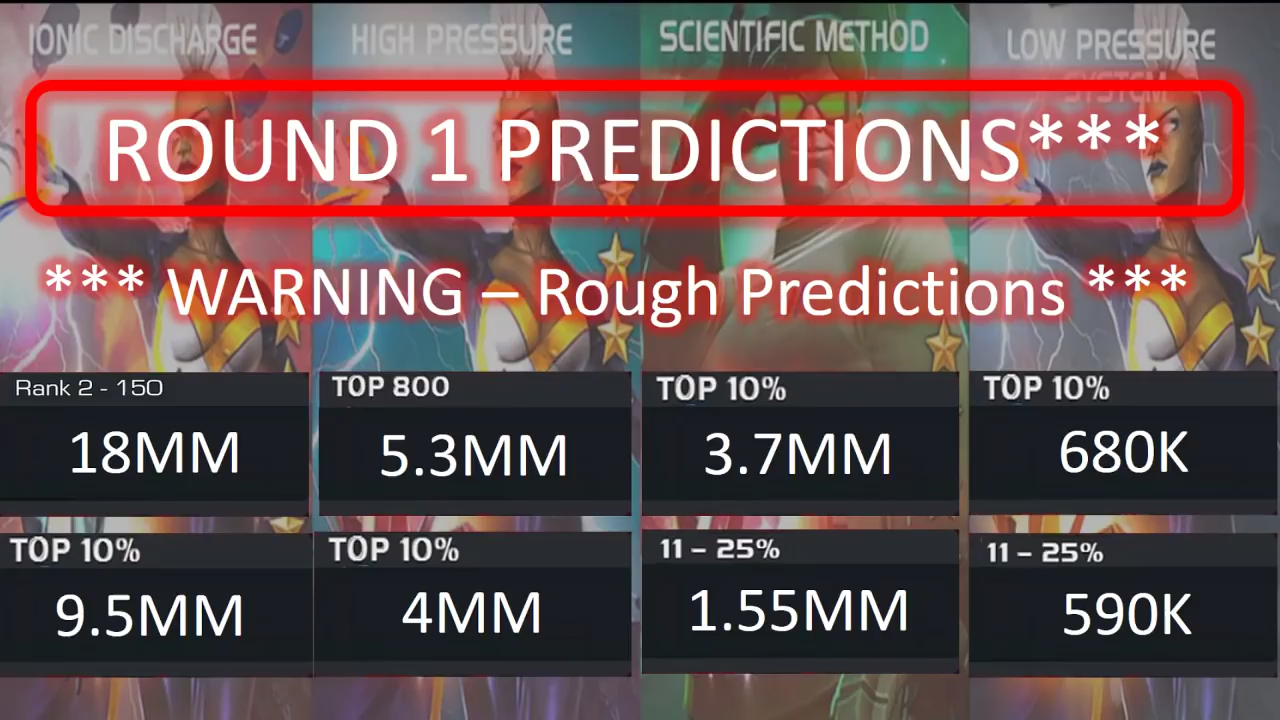 IONIC DISCHARGE
HIGH PRESSURE
SCIENTIFIC METHOD
LOW PRESSURE
SYSTEM
ROUND 1 PREDICTIONS***
*** WARNING – Rough Predictions ***
Rank 2 - 150
TOP 800
TOP 10%
TOP 10%
18MM
5.3MM
3.7MM
680K
TOP 10%
TOP 10%
11 – 25%
11 – 25%
9.5MM
4MM
1.55MM
590K